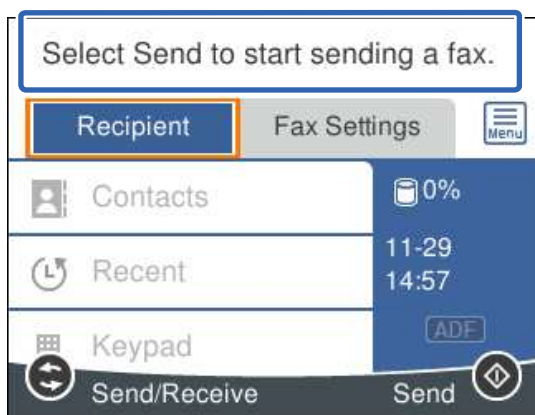 Select Send to start sending a fax.
Recipient
Fax Settings
Menu
Contacts
0%
Recent
11-29
14:57
Keypad
ADF
Send/Receive
Send